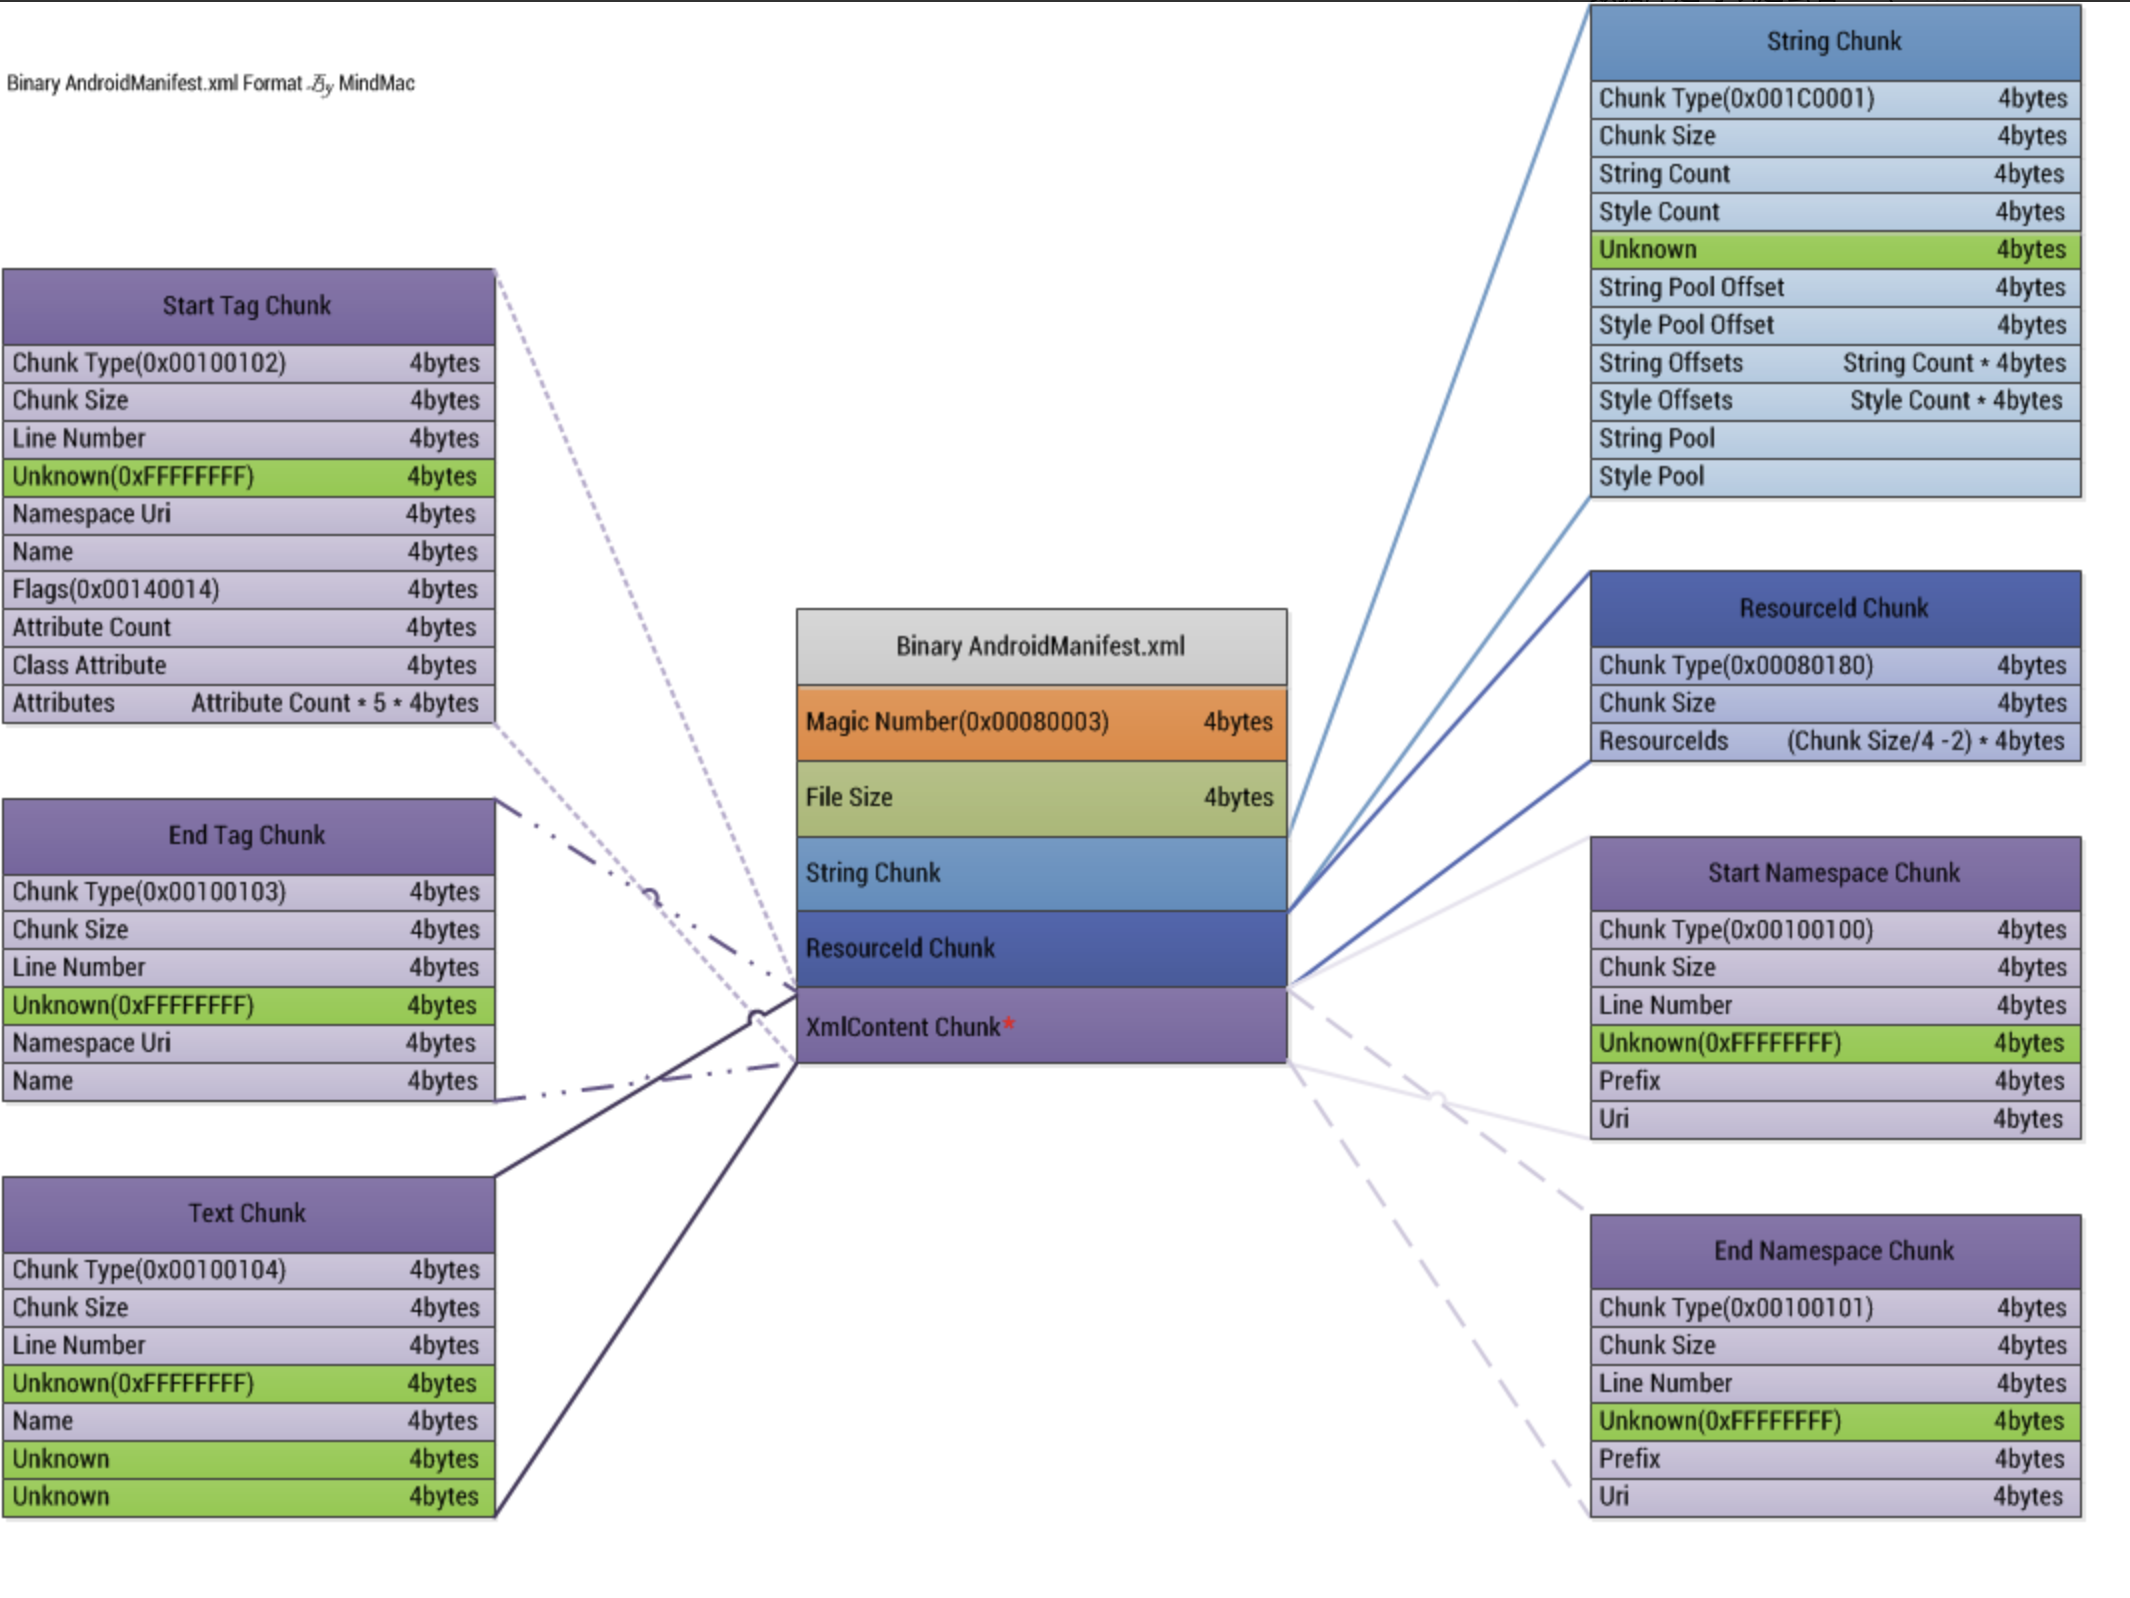 Binary AndroidManifest.xml Format By MindMac
Start Tag Chunk
Chunk Type(0x00100102) 4bytes
Chunk Size 4bytes
Line Number 4bytes
Unknown(0xFFFFFFFF) 4bytes
Namespace Uri 4bytes
Name 4bytes
Flags(0x00140014) 4bytes
Attribute Count 4bytes
Class Attribute 4bytes
Attributes Attribute Count * 5 * 4bytes
End Tag Chunk
Chunk Type(0x00100103) 4bytes
Chunk Size 4bytes
Line Number 4bytes
Unknown(0xFFFFFFFF) 4bytes
Namespace Uri 4bytes
Name 4bytes
Text Chunk
Chunk Type(0x00100104) 4bytes
Chunk Size 4bytes
Line Number 4bytes
Unknown(0xFFFFFFFF) 4bytes
Name 4bytes
Unknown 4bytes
Unknown 4bytes
Binary AndroidManifest.xml
Magic Number(0x00080003) 4bytes
File Size 4bytes
String Chunk
ResourceId Chunk
XmlContent Chunk*
String Chunk
Chunk Type(0x001C0001) 4bytes
Chunk Size 4bytes
String Count 4bytes
Style Count 4bytes
Unknown 4bytes
String Pool Offset 4bytes
Style Pool Offset 4bytes
String Offsets String Count * 4bytes
Style Offsets Style Count * 4bytes
String Pool
Style Pool
ResourceId Chunk
Chunk Type(0x00080180) 4bytes
Chunk Size 4bytes
ResourceIds (Chunk Size/4 -2) * 4bytes
Start Namespace Chunk
Chunk Type(0x00100100) 4bytes
Chunk Size 4bytes
Line Number 4bytes
Unknown(0xFFFFFFFF) 4bytes
Prefix 4bytes
Uri 4bytes
End Namespace Chunk
Chunk Type(0x00100101) 4bytes
Chunk Size 4bytes
Line Number 4bytes
Unknown(0xFFFFFFFF) 4bytes
Prefix 4bytes
Uri 4bytes